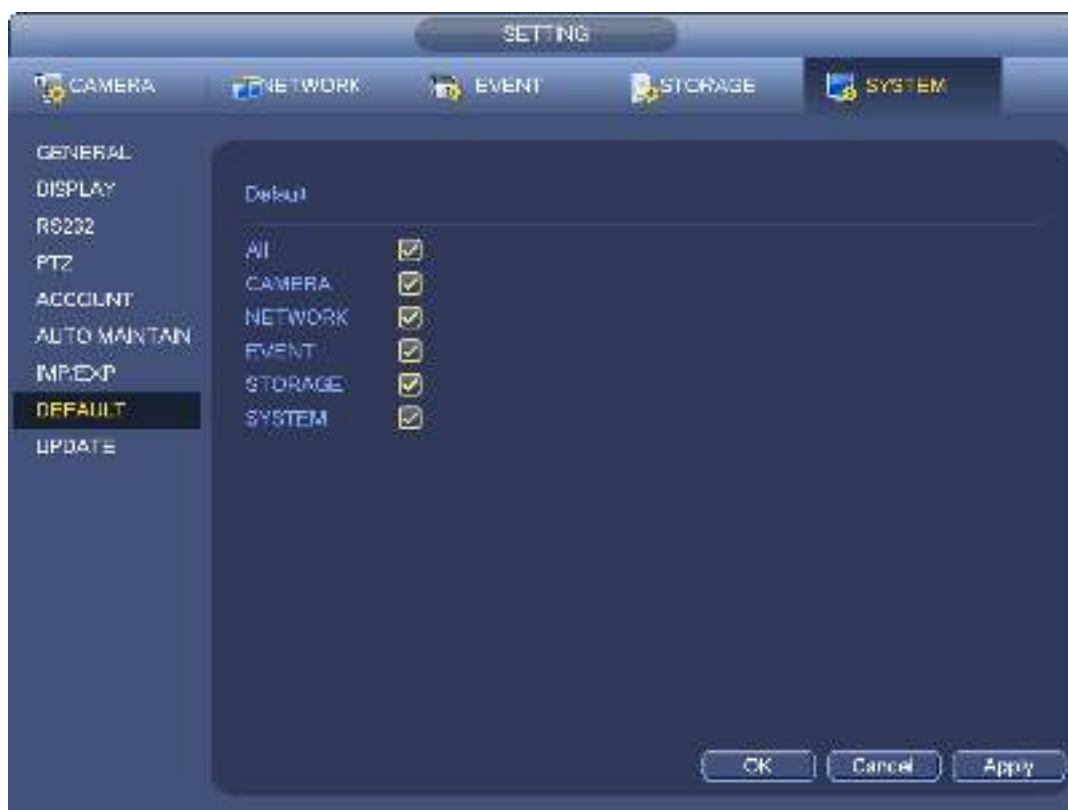 SETTING
CAMERA NETWORK EVENT STORAGE SYSTEM
GENERAL
DISPLAY
RS232
PTZ
ACCOUNT
AUTO MAINTAIN
IMP/EXP
DEFAULT
UPDATE
Default
All
CAMERA
NETWORK
EVENT
STORAGE
SYSTEM
OK Cancel Apply